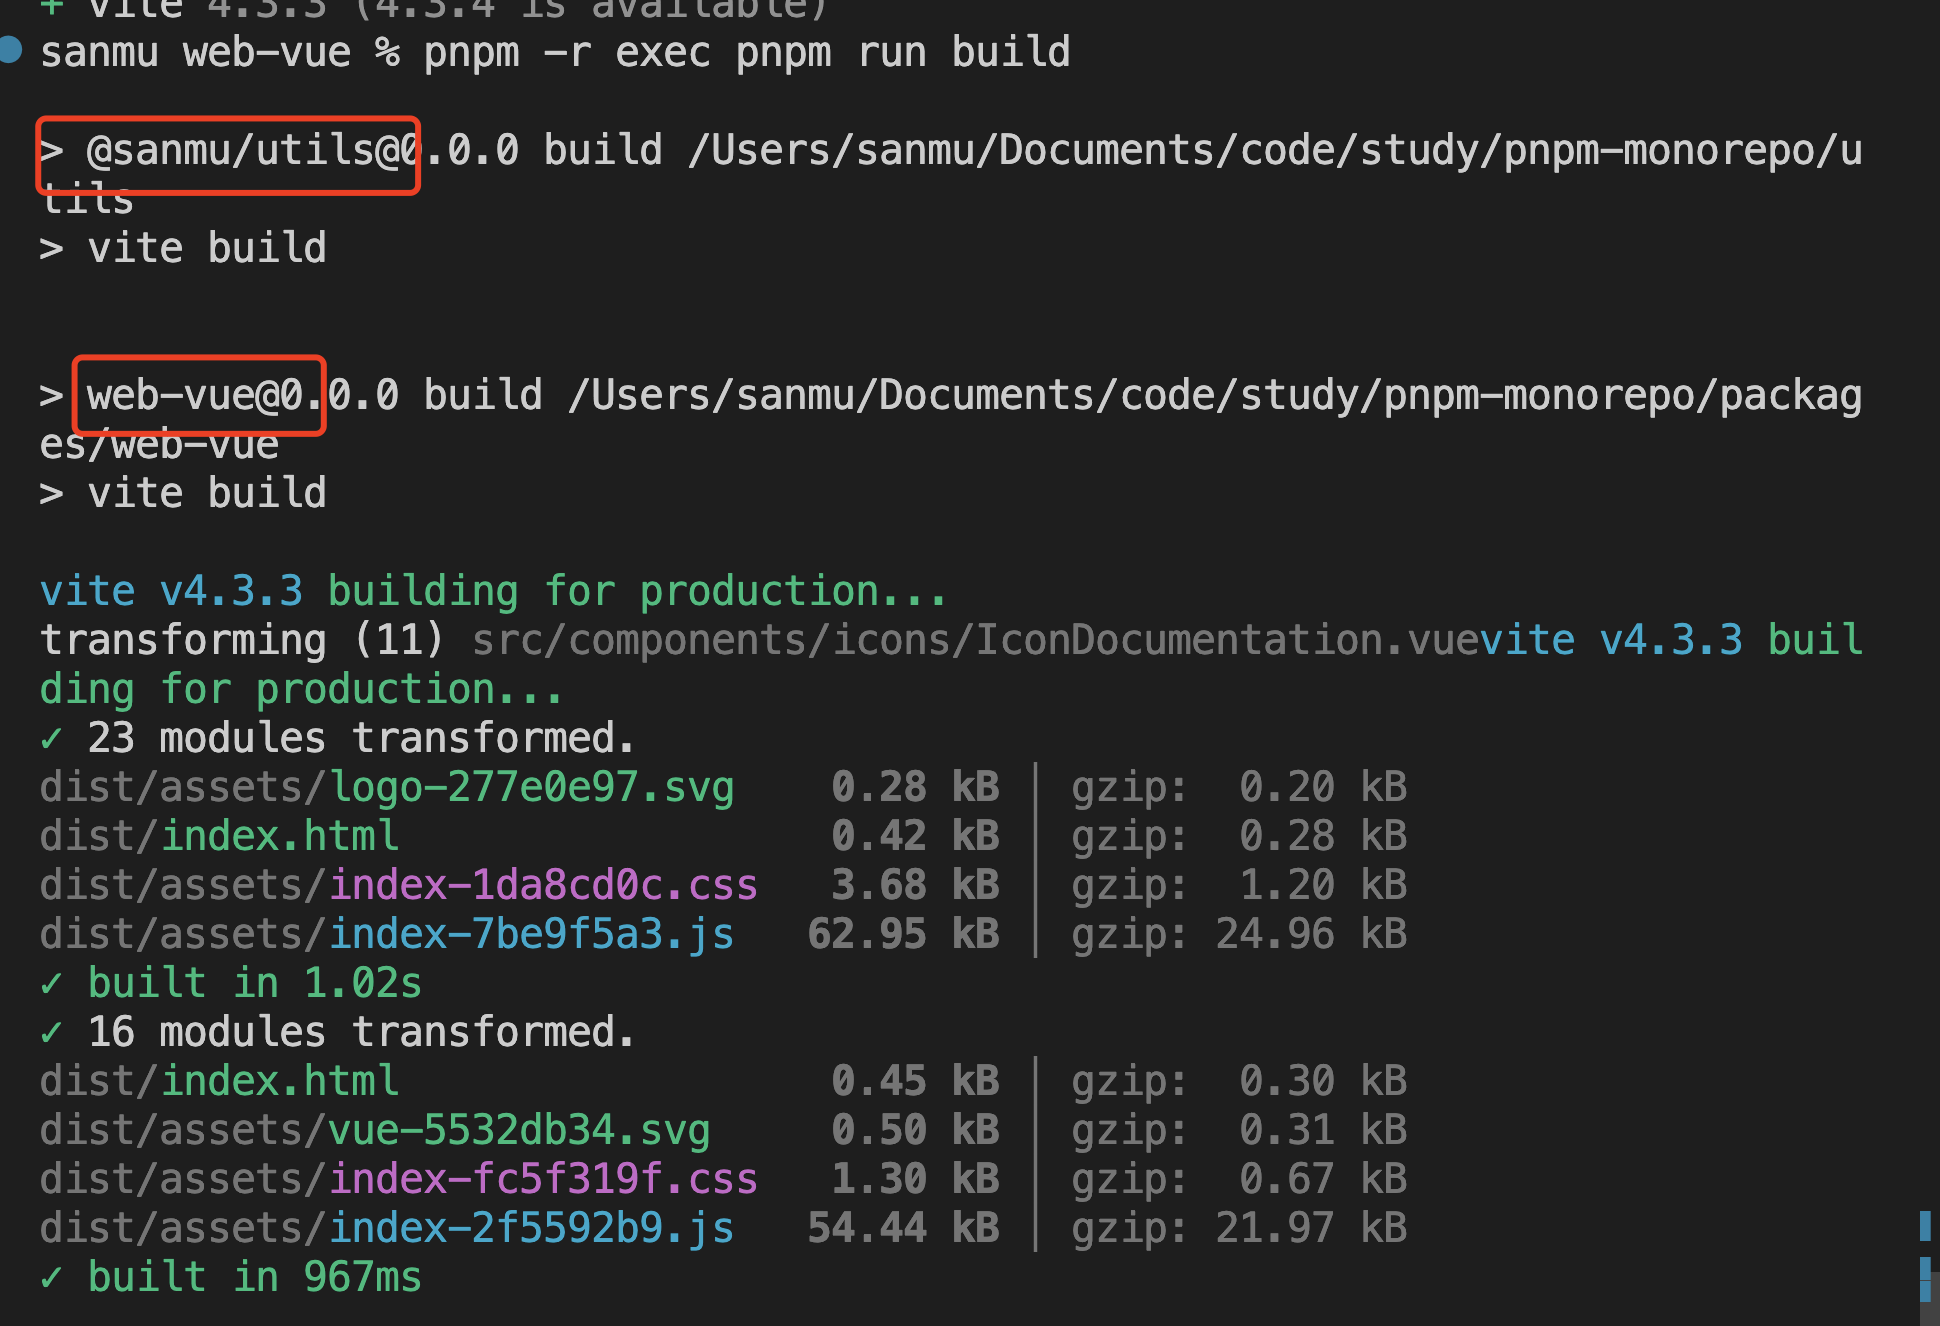 + vite 4.3.3 (4.3.4 is available)
sanmu web-vue % pnpm -r exec pnpm run build
> @sanmu/utils@0.0.0 build /Users/sanmu/Documents/code/study/pnpm-monorepo/u
tils
> vite build
> web-vue@0.0.0 build /Users/sanmu/Documents/code/study/pnpm-monorepo/packag
es/web-vue
> vite build
vite v4.3.3 building for production...
transforming (11) src/components/icons/IconDocumentation.vuevite v4.3.3 buil
ding for production...
✓ 23 modules transformed.
dist/assets/logo-277e0e97.svg 0.28 kB │ gzip: 0.20 kB
dist/index.html 0.42 kB │ gzip: 0.28 kB
dist/assets/index-1da8cd0c.css 3.68 kB │ gzip: 1.20 kB
dist/assets/index-7be9f5a3.js 62.95 kB │ gzip: 24.96 kB
✓ built in 1.02s
✓ 16 modules transformed.
dist/index.html 0.45 kB │ gzip: 0.30 kB
dist/assets/vue-5532db34.svg 0.50 kB │ gzip: 0.31 kB
dist/assets/index-fc5f319f.css 1.30 kB │ gzip: 0.67 kB
dist/assets/index-2f5592b9.js 54.44 kB │ gzip: 21.97 kB
✓ built in 967ms